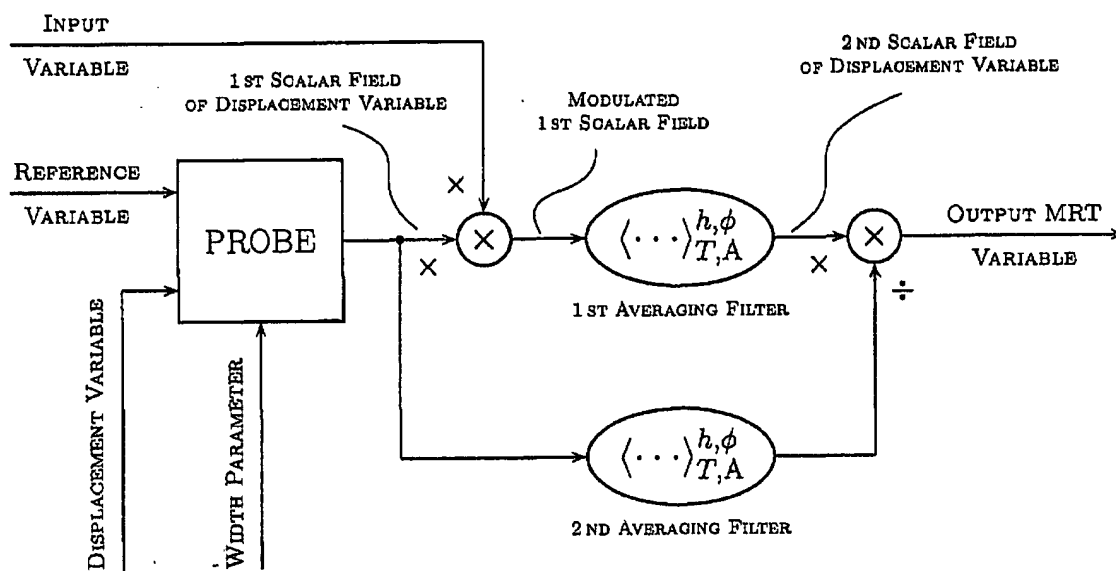 INPUT
VARIABLE
1ST SCALAR FIELD
OF DISPLACEMENT VARIABLE
MODULATED
1ST SCALAR FIELD
2ND SCALAR FIELD
OF DISPLACEMENT VARIABLE
REFERENCE
VARIABLE
PROBE
×
×
×
⟨···⟩ h,ϕ T,A
1ST AVERAGING FILTER
×
×
÷
OUTPUT MRT
VARIABLE
DISPLACEMENT VARIABLE
WIDTH PARAMETER
⟨···⟩ h,ϕ T,A
2ND AVERAGING FILTER